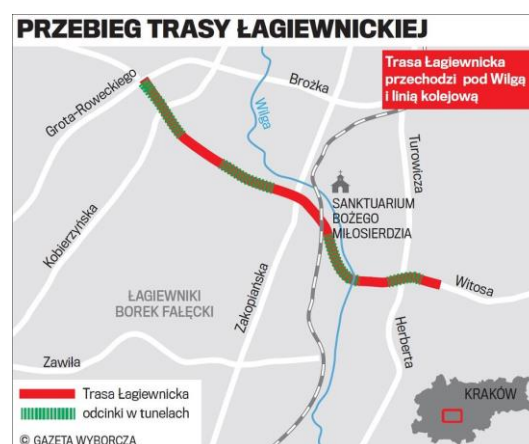 PRZEBIEG TRASY ŁAGIEWNICKIEJ
Trasa Łagiewnicka
przechodzi pod Wilgą
i linią kolejową
Brożka
Grota-Roweckiego
Wilga
Turowicza
SANKTUARIUM
BOŻEGO
MIŁOSIERDZIA
Kobierzyńska
Zakopiańska
Witosa
ŁAGIEWNIKI
BOREK FAŁĘCKI
Herberta
Zawiła
Trasa Łagiewnicka
odcinki w tunelach
KRAKÓW
© GAZETA WYBORCZA